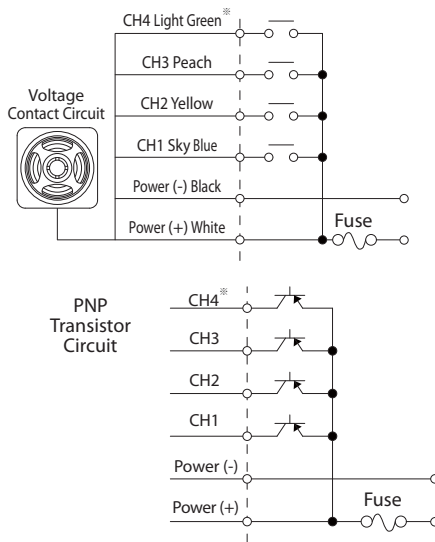 CH4 Light Green※
CH3 Peach
Voltage
Contact Circuit
CH2 Yellow
CH1 Sky Blue
Power (-) Black
Power (+) White
Fuse
PNP
Transistor
Circuit
CH4※
CH3
CH2
CH1
Power (-)
Power (+)
Fuse